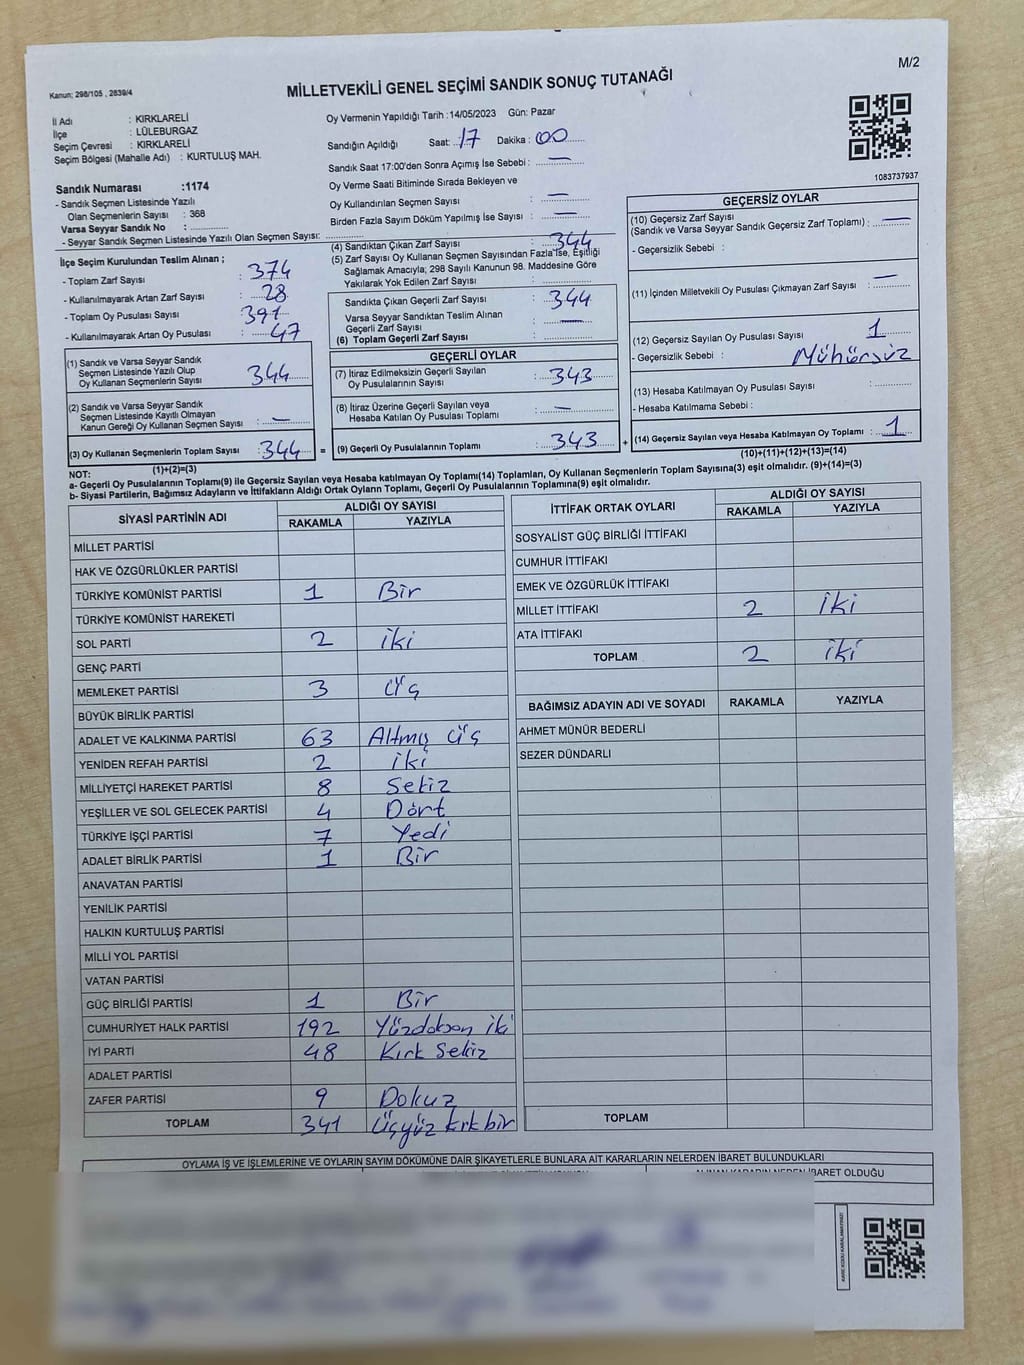 M/2
Kanun: 298/105 , 2839/4
MİLLETVEKİLİ GENEL SEÇİMİ SANDIK SONUÇ TUTANAĞI
İl Adı : KIRKLARELİ
İlçe : LÜLEBURGAZ
Seçim Çevresi : KIRKLARELİ
Seçim Bölgesi (Mahalle Adı) : KURTULUŞ MAH.
Sandık Numarası :1174
- Sandık Seçmen Listesinde Yazılı
Olan Seçmenlerin Sayısı : 368
Varsa Seyyar Sandık No :
- Seyyar Sandık Seçmen Listesinde Yazılı Olan Seçmen Sayısı:
Oy Vermenin Yapıldığı Tarih :14/05/2023 Gün: Pazar
Sandığın Açıldığı Saat: 17 Dakika : 00
Sandık Saat 17:00'den Sonra Açımış İse Sebebi : —
Oy Verme Saati Bitiminde Sırada Bekleyen ve
Oy Kullandırılan Seçmen Sayısı : —
Birden Fazla Sayım Döküm Yapılmış İse Sayısı : —
1083737937
İlçe Seçim Kurulundan Teslim Alınan ;
- Toplam Zarf Sayısı : 374
- Kullanılmayarak Artan Zarf Sayısı : 28
- Toplam Oy Pusulası Sayısı : 391
- Kullanılmayarak Artan Oy Pusulası : 47
(1) Sandık ve Varsa Seyyar Sandık
Seçmen Listesinde Yazılı Olup
Oy Kullanan Seçmenlerin Sayısı : 344
(2) Sandık ve Varsa Seyyar Sandık
Seçmen Listesinde Kayıtlı Olmayan
Kanun Gereği Oy Kullanan Seçmen Sayısı : —
(3) Oy Kullanan Seçmenlerin Toplam Sayısı : 344 =
(1)+(2)=(3)
(4) Sandıktan Çıkan Zarf Sayısı : 344
(5) Zarf Sayısı Oy Kullanan Seçmen Sayısından Fazla İse, Eşitliği
Sağlamak Amacıyla; 298 Sayılı Kanunun 98. Maddesine Göre
Yakılarak Yok Edilen Zarf Sayısı :
Sandıkta Çıkan Geçerli Zarf Sayısı : 344
Varsa Seyyar Sandıktan Teslim Alınan
Geçerli Zarf Sayısı : —
(6) Toplam Geçerli Zarf Sayısı :
GEÇERLİ OYLAR
(7) İtiraz Edilmeksizin Geçerli Sayılan
Oy Pusulalarının Sayısı : 343
(8) İtiraz Üzerine Geçerli Sayılan veya
Hesaba Katılan Oy Pusulası Toplamı : —
(9) Geçerli Oy Pusulalarının Toplamı : 343 +
GEÇERSİZ OYLAR
(10) Geçersiz Zarf Sayısı
(Sandık ve Varsa Seyyar Sandık Geçersiz Zarf Toplamı) : —
- Geçersizlik Sebebi :
(11) İçinden Milletvekili Oy Pusulası Çıkmayan Zarf Sayısı : —
(12) Geçersiz Sayılan Oy Pusulası Sayısı : 1
- Geçersizlik Sebebi : Mühürsüz
(13) Hesaba Katılmayan Oy Pusulası Sayısı :
- Hesaba Katılmama Sebebi :
(14) Geçersiz Sayılan veya Hesaba Katılmayan Oy Toplamı : 1
(10)+(11)+(12)+(13)=(14)
NOT:
a- Geçerli Oy Pusulalarının Toplamı(9) ile Geçersiz Sayılan veya Hesaba katılmayan Oy Toplamı(14) Toplamları, Oy Kullanan Seçmenlerin Toplam Sayısına(3) eşit olmalıdır. (9)+(14)=(3)
b- Siyasi Partilerin, Bağımsız Adayların ve İttifakların Aldığı Ortak Oyların Toplamı, Geçerli Oy Pusulalarının Toplamına(9) eşit olmalıdır.
SİYASİ PARTİNİN ADI ALDIĞI OY SAYISI
RAKAMLA YAZIYLA
MİLLET PARTİSİ
HAK VE ÖZGÜRLÜKLER PARTİSİ
TÜRKİYE KOMÜNİST PARTİSİ 1 Bir
TÜRKİYE KOMÜNİST HAREKETİ
SOL PARTİ 2 iki
GENÇ PARTİ
MEMLEKET PARTİSİ 3 üç
BÜYÜK BİRLİK PARTİSİ
ADALET VE KALKINMA PARTİSİ 63 Altmış üç
YENİDEN REFAH PARTİSİ 2 iki
MİLLİYETÇİ HAREKET PARTİSİ 8 Sekiz
YEŞİLLER VE SOL GELECEK PARTİSİ 4 Dört
TÜRKİYE İŞÇİ PARTİSİ 7 Yedi
ADALET BİRLİK PARTİSİ 1 Bir
ANAVATAN PARTİSİ
YENİLİK PARTİSİ
HALKIN KURTULUŞ PARTİSİ
MİLLİ YOL PARTİSİ
VATAN PARTİSİ
GÜÇ BİRLİĞİ PARTİSİ 1 Bir
CUMHURİYET HALK PARTİSİ 192 Yüzdokson iki
İYİ PARTİ 48 Kırk Sekiz
ADALET PARTİSİ
ZAFER PARTİSİ 9 Dokuz
TOPLAM 341 Üçyüz kırkbir
İTTİFAK ORTAK OYLARI ALDIĞI OY SAYISI
RAKAMLA YAZIYLA
SOSYALİST GÜÇ BİRLİĞİ İTTİFAKI
CUMHUR İTTİFAKI
EMEK VE ÖZGÜRLÜK İTTİFAKI
MİLLET İTTİFAKI 2 iki
ATA İTTİFAKI
TOPLAM 2 iki
BAĞIMSIZ ADAYIN ADI VE SOYADI RAKAMLA YAZIYLA
AHMET MÜNÜR BEDERLİ
SEZER DÜNDARLI
TOPLAM
OYLAMA İŞ VE İŞLEMLERİNE VE OYLARIN SAYIM DÖKÜMÜNE DAİR ŞİKAYETLERLE BUNLARA AİT KARARLARIN NELERDEN İBARET BULUNDUKLARI
ALINAN KARARIN NEDEN İBARET OLDUĞU